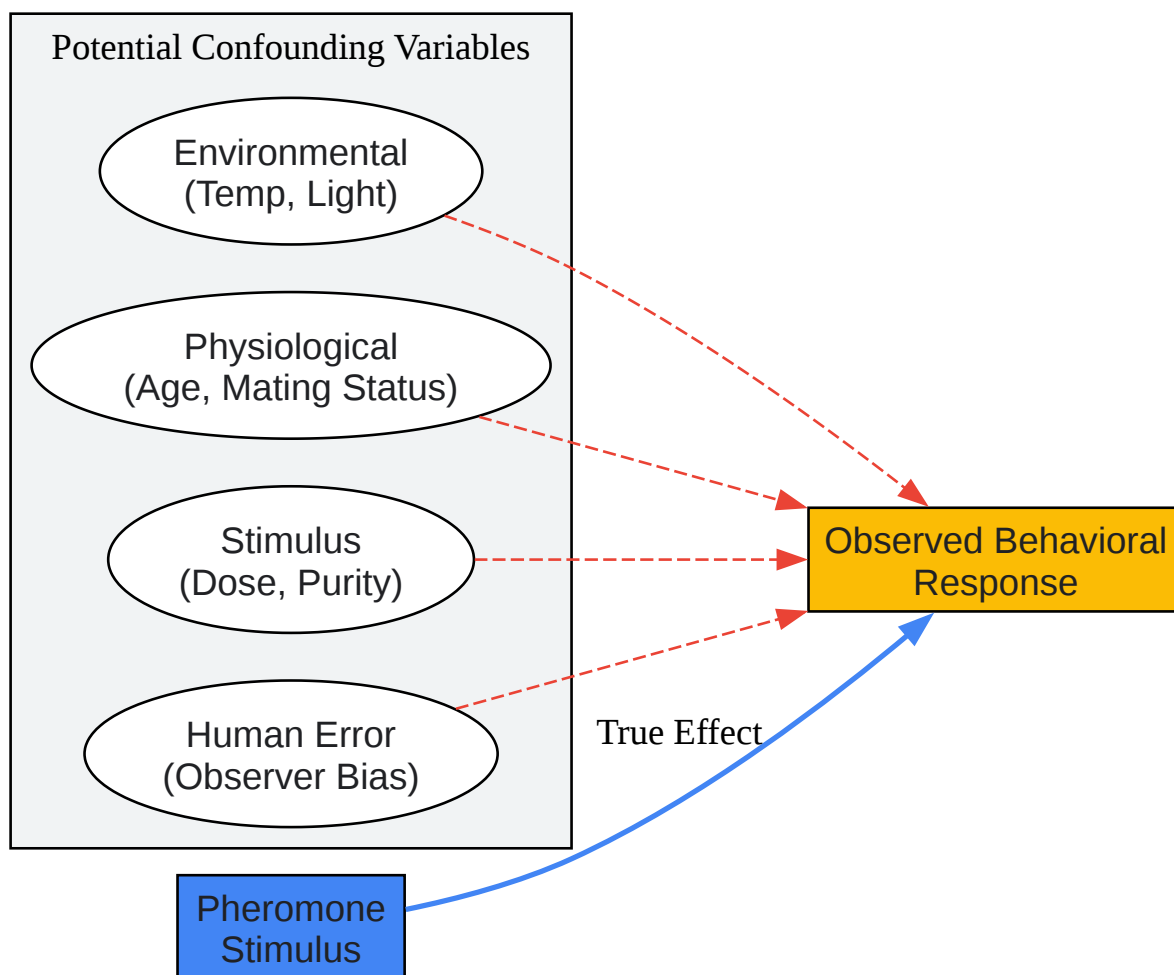 Potential Confounding Variables
Environmental
(Temp, Light)
Physiological
(Age, Mating Status)
Stimulus
(Dose, Purity)
Human Error
(Observer Bias)
Observed Behavioral
Response
True Effect
Pheromone
Stimulus